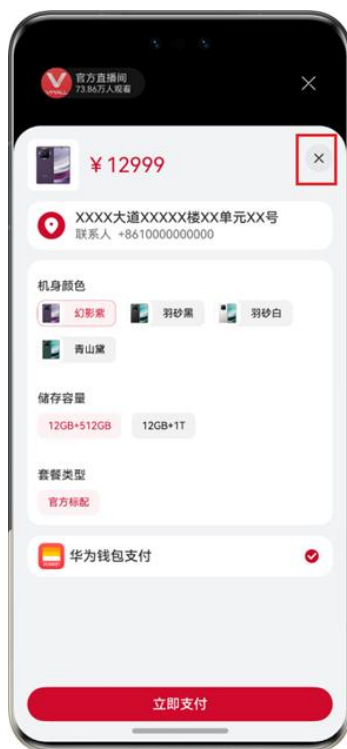 官方直播间
73.86万人观看
VMALL
¥12999
XXXX大道XXXXX楼XX单元XX号
联系人 +8610000000000
机身颜色
幻影紫 羽砂黑 羽砂白
青山黛
储存容量
12GB+512GB 12GB+1T
套餐类型
官方标配
华为钱包支付
立即支付